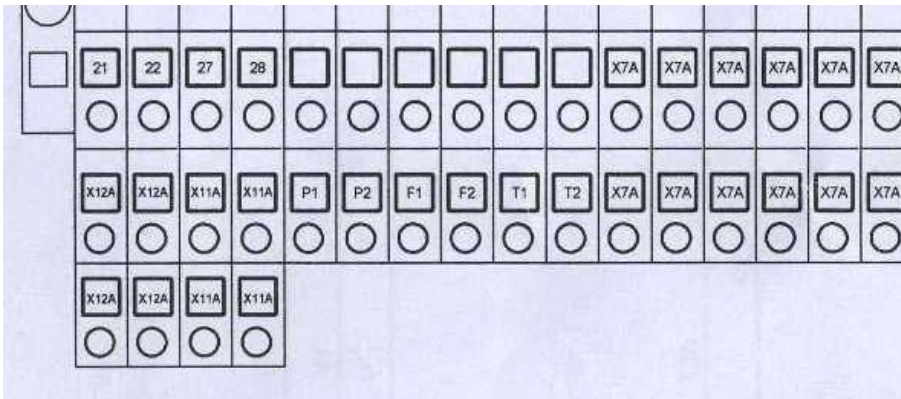 21 22 27 28 X7A X7A X7A X7A X7A X7A
X12A X12A X11A X11A P1 P2 F1 F2 T1 T2 X7A X7A X7A X7A X7A X7A
X12A X12A X11A X11A